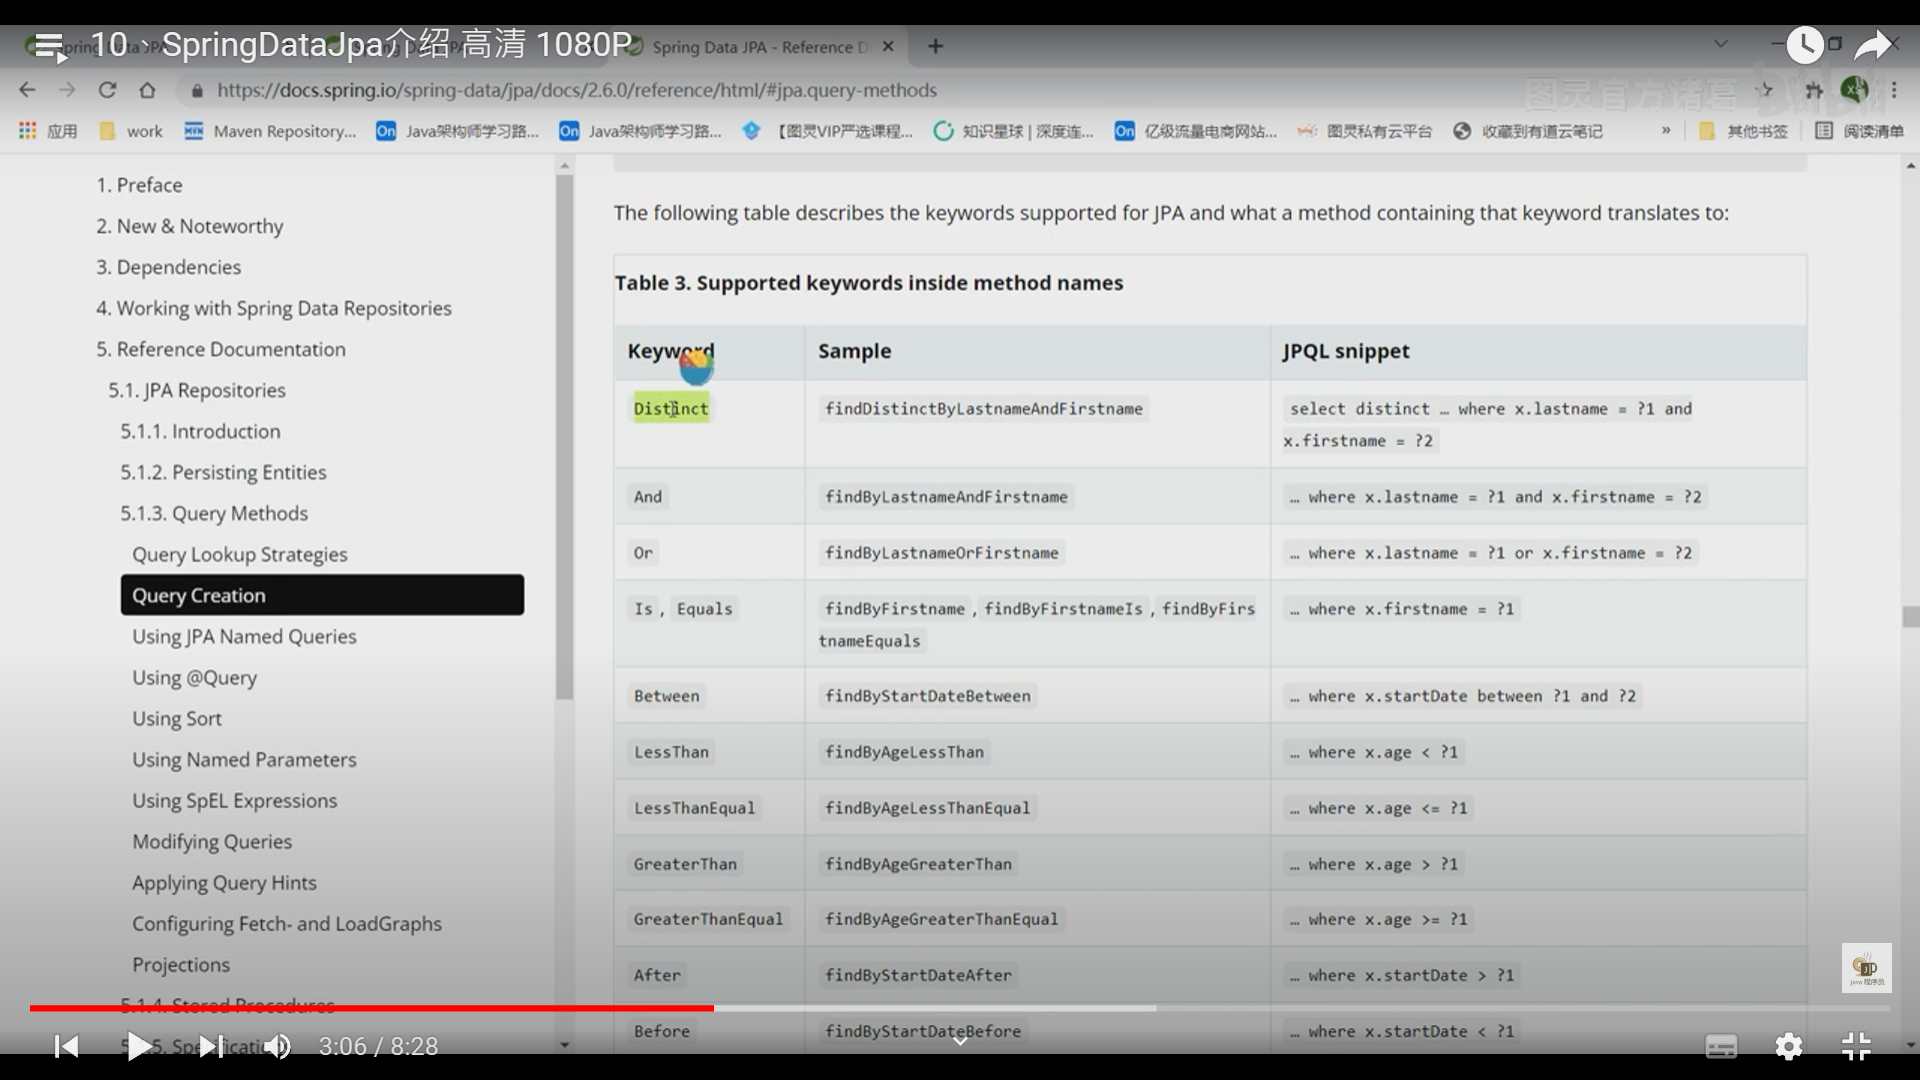 10、SpringDataJpa介绍 高清 1080P
Spring Data JPA - Reference D
https://docs.spring.io/spring-data/jpa/docs/2.6.0/reference/html/#jpa.query-methods
图灵官方诸葛
应用
work
Maven Repository...
Java架构师学习路...
Java架构师学习路...
【图灵VIP严选课程...
知识星球 | 深度连...
亿级流量电商网站...
图灵私有云平台
收藏到有道云笔记
»
其他书签
阅读清单
1. Preface
2. New & Noteworthy
3. Dependencies
4. Working with Spring Data Repositories
5. Reference Documentation
5.1. JPA Repositories
5.1.1. Introduction
5.1.2. Persisting Entities
5.1.3. Query Methods
Query Lookup Strategies
Query Creation
Using JPA Named Queries
Using @Query
Using Sort
Using Named Parameters
Using SpEL Expressions
Modifying Queries
Applying Query Hints
Configuring Fetch- and LoadGraphs
Projections
5.1.4. Stored Procedures
The following table describes the keywords supported for JPA and what a method containing that keyword translates to:
Table 3. Supported keywords inside method names
Keyword Sample JPQL snippet
Distinct findDistinctByLastnameAndFirstname select distinct … where x.lastname = ?1 and
x.firstname = ?2
And findByLastnameAndFirstname … where x.lastname = ?1 and x.firstname = ?2
Or findByLastnameOrFirstname … where x.lastname = ?1 or x.firstname = ?2
Is , Equals findByFirstname , findByFirstnameIs , findByFirs … where x.firstname = ?1
tnameEquals
Between findByStartDateBetween … where x.startDate between ?1 and ?2
LessThan findByAgeLessThan … where x.age < ?1
LessThanEqual findByAgeLessThanEqual … where x.age <= ?1
GreaterThan findByAgeGreaterThan … where x.age > ?1
GreaterThanEqual findByAgeGreaterThanEqual … where x.age >= ?1
After findByStartDateAfter … where x.startDate > ?1
Before findByStartDateBefore … where x.startDate < ?1
java 程序员
3:06 / 8:28